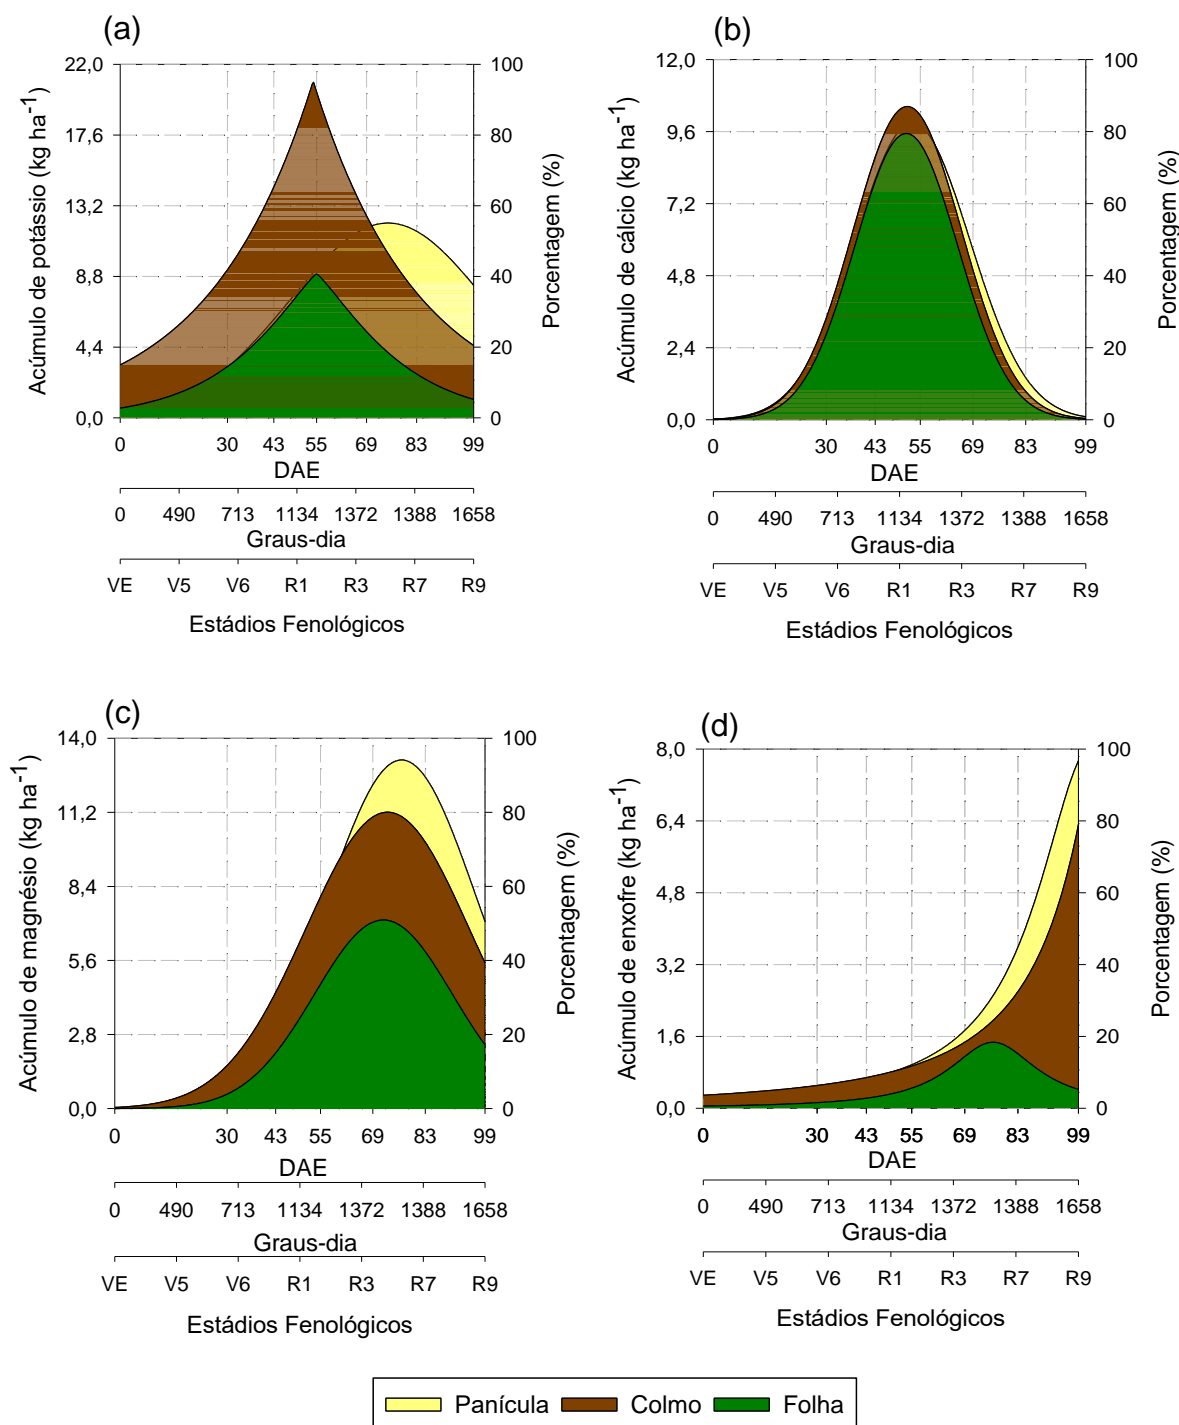 (a)
22,0
17,6
13,2
8,8
4,4
0,0
Acúmulo de potássio (kg ha⁻¹)
100
80
60
40
20
0
Porcentagem (%)
0 30 43 55 69 83 99
DAE
0 490 713 1134 1372 1388 1658
Graus-dia
VE V5 V6 R1 R3 R7 R9
Estádios Fenológicos
(b)
12,0
9,6
7,2
4,8
2,4
0,0
Acúmulo de cálcio (kg ha⁻¹)
100
80
60
40
20
0
Porcentagem (%)
0 30 43 55 69 83 99
DAE
0 490 713 1134 1372 1388 1658
Graus-dia
VE V5 V6 R1 R3 R7 R9
Estádios Fenológicos
(c)
14,0
11,2
8,4
5,6
2,8
0,0
Acúmulo de magnésio (kg ha⁻¹)
100
80
60
40
20
0
Porcentagem (%)
0 30 43 55 69 83 99
DAE
0 490 713 1134 1372 1388 1658
Graus-dia
VE V5 V6 R1 R3 R7 R9
Estádios Fenológicos
(d)
8,0
6,4
4,8
3,2
1,6
0,0
Acúmulo de enxofre (kg ha⁻¹)
100
80
60
40
20
0
Porcentagem (%)
0 30 43 55 69 83 99
DAE
0 490 713 1134 1372 1388 1658
Graus-dia
VE V5 V6 R1 R3 R7 R9
Estádios Fenológicos
Panícula Colmo Folha